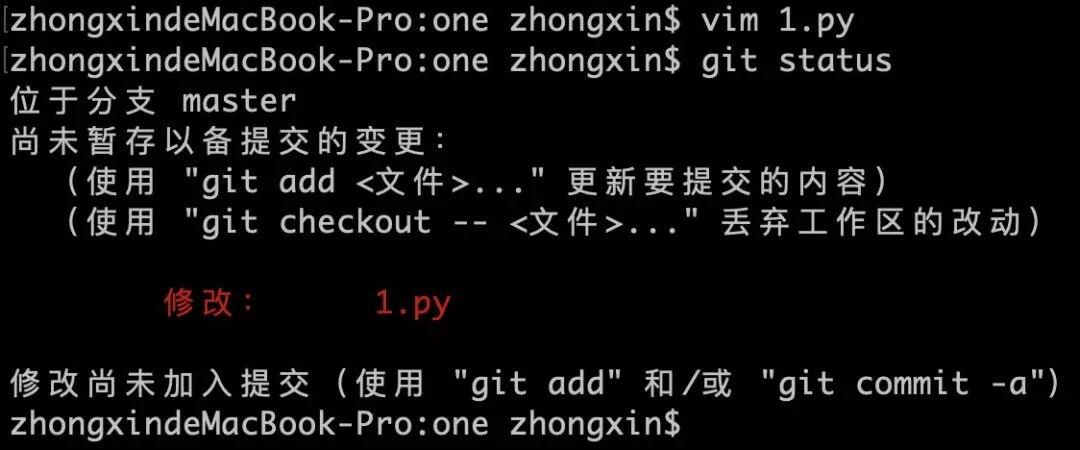 [zhongxindeMacBook-Pro:one zhongxin$ vim 1.py
[zhongxindeMacBook-Pro:one zhongxin$ git status
位于分支 master
尚未暂存以备提交的变更：
（使用 "git add <文件>..." 更新要提交的内容）
（使用 "git checkout -- <文件>..." 丢弃工作区的改动）
修改： 1.py
修改尚未加入提交（使用 "git add" 和/或 "git commit -a"）
zhongxindeMacBook-Pro:one zhongxin$